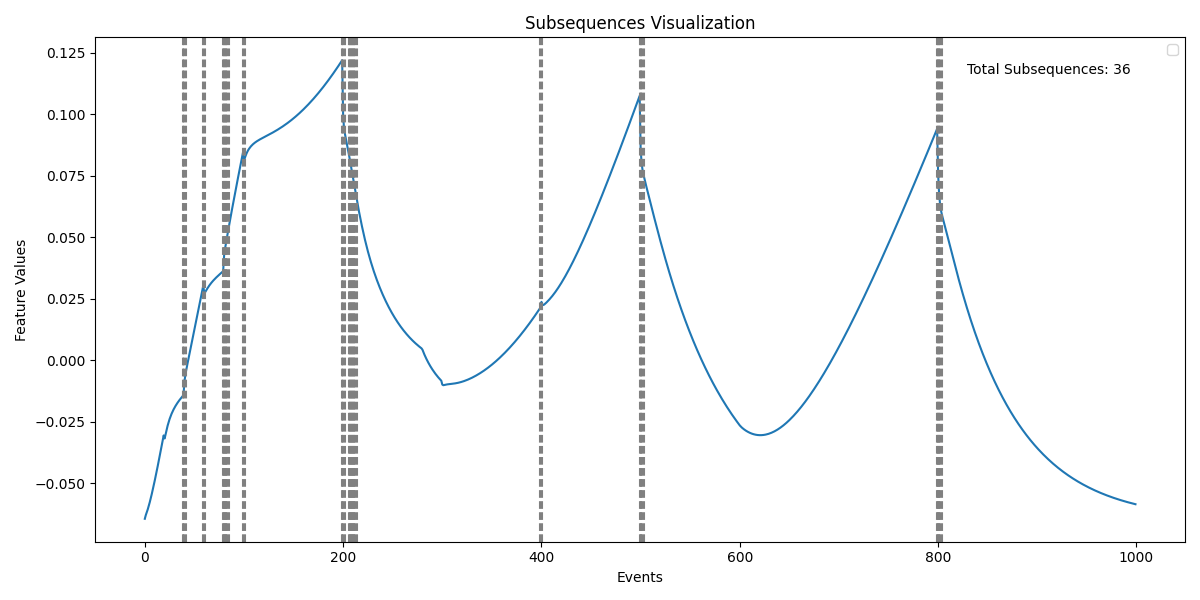 Subsequences Visualization
Total Subsequences: 36
Feature Values
0.125
0.100
0.075
0.050
0.025
0.000
−0.025
−0.050
0 200 400 600 800 1000
Events